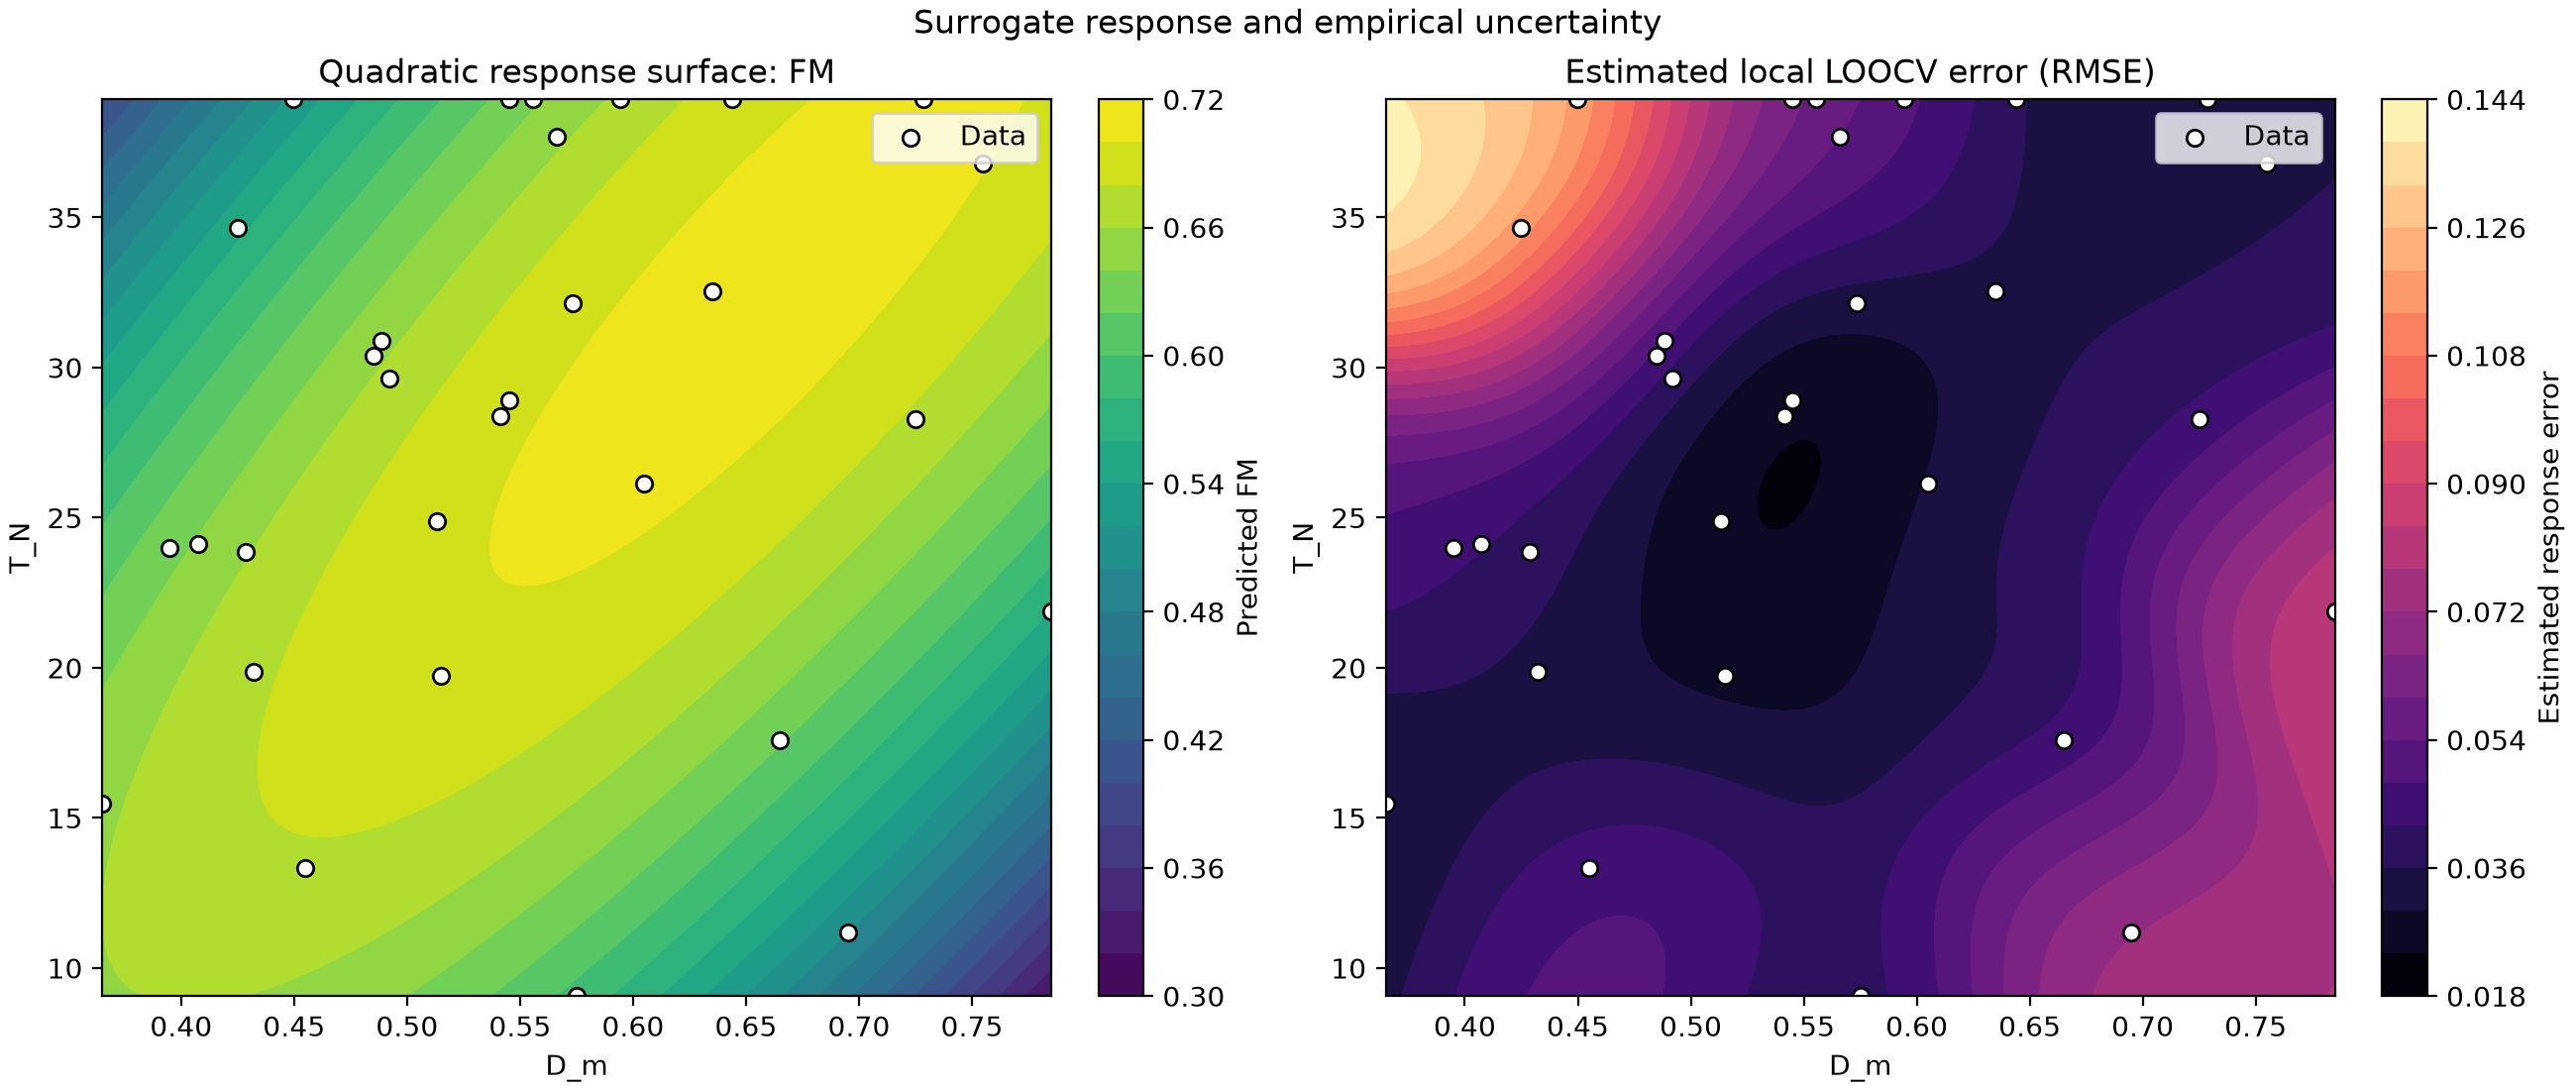 Surrogate response and empirical uncertainty
Quadratic response surface: FM
Data
T_N
35
30
25
20
15
10
0.40 0.45 0.50 0.55 0.60 0.65 0.70 0.75
D_m
0.72
0.66
0.60
0.54
0.48
0.42
0.36
0.30
Predicted FM
Estimated local LOOCV error (RMSE)
Data
T_N
35
30
25
20
15
10
0.40 0.45 0.50 0.55 0.60 0.65 0.70 0.75
D_m
0.144
0.126
0.108
0.090
0.072
0.054
0.036
0.018
Estimated response error